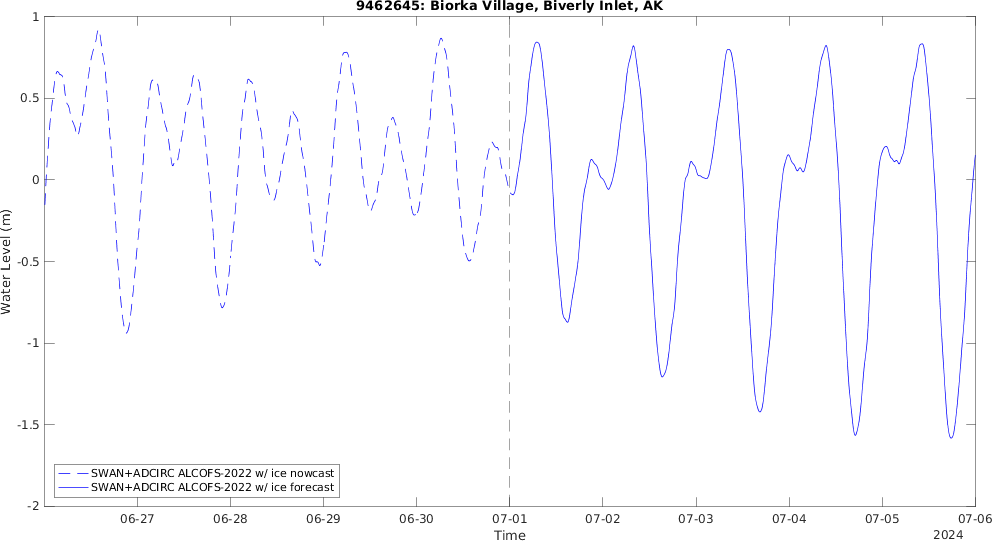 9462645: Biorka Village, Biverly Inlet, AK
1
0.5
0
-0.5
-1
-1.5
-2
Water Level (m)
SWAN+ADCIRC ALCOFS-2022 w/ ice nowcast
SWAN+ADCIRC ALCOFS-2022 w/ ice forecast
06-27 06-28 06-29 06-30 07-01 07-02 07-03 07-04 07-05 07-06
Time
2024